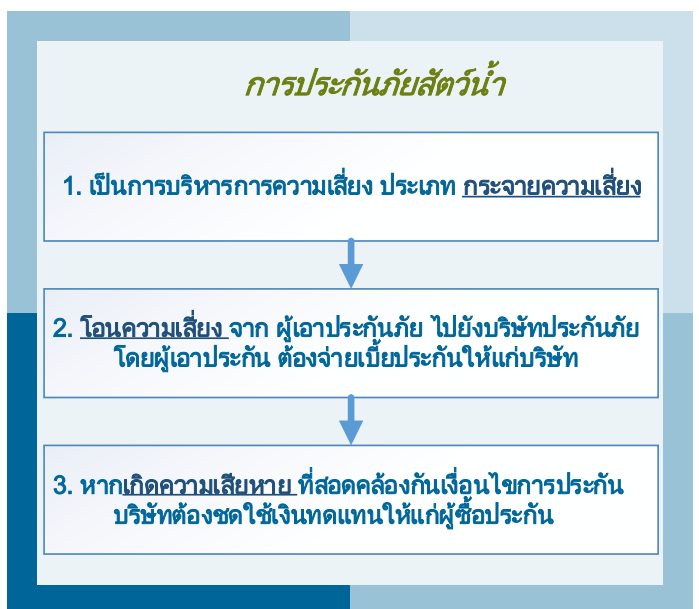 การประกันภัยสัตว์น้ำ
1. เป็นการบริหารการความเสี่ยง ประเภท กระจายความเสี่ยง
2. โอนความเสี่ยง จาก ผู้เอาประกันภัย ไปยังบริษัทประกันภัย
โดยผู้เอาประกัน ต้องจ่ายเบี้ยประกันให้แก่บริษัท
3. หากเกิดความเสียหาย ที่สอดคล้องกันเงื่อนไขการประกัน
บริษัทต้องชดใช้เงินทดแทนให้แก่ผู้ซื้อประกัน